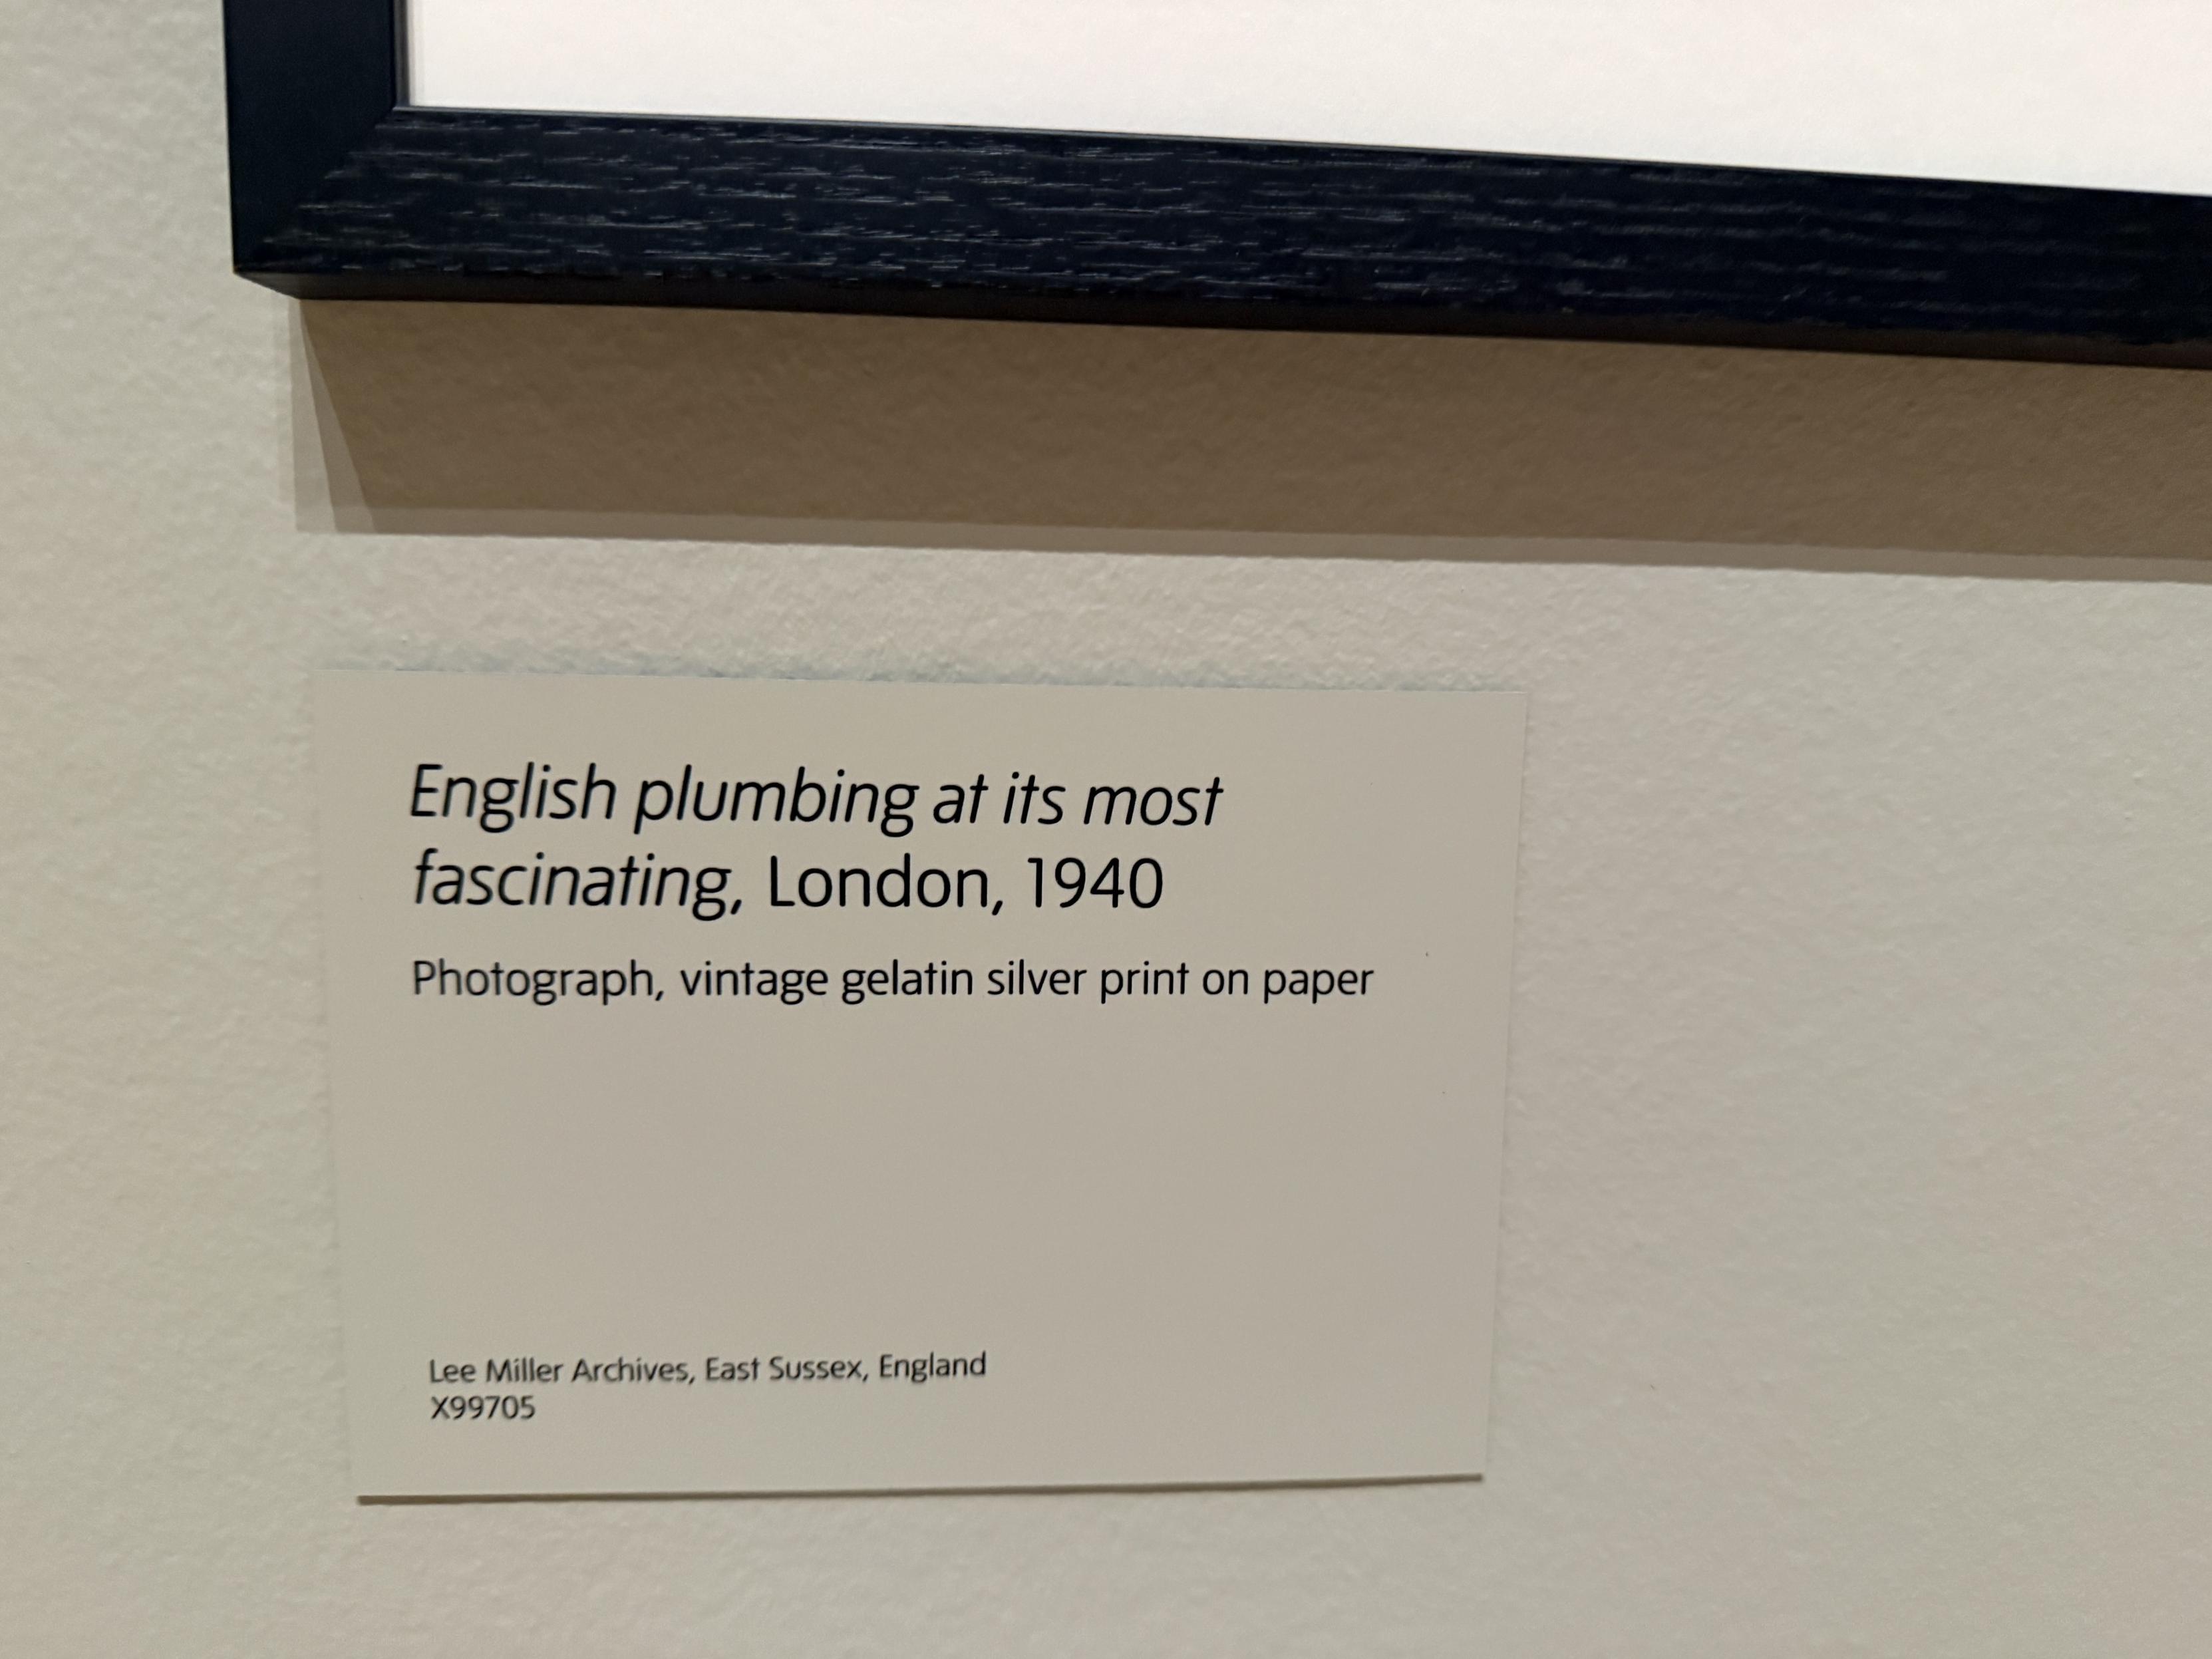 English plumbing at its most
fascinating, London, 1940
Photograph, vintage gelatin silver print on paper
Lee Miller Archives, East Sussex, England
X99705